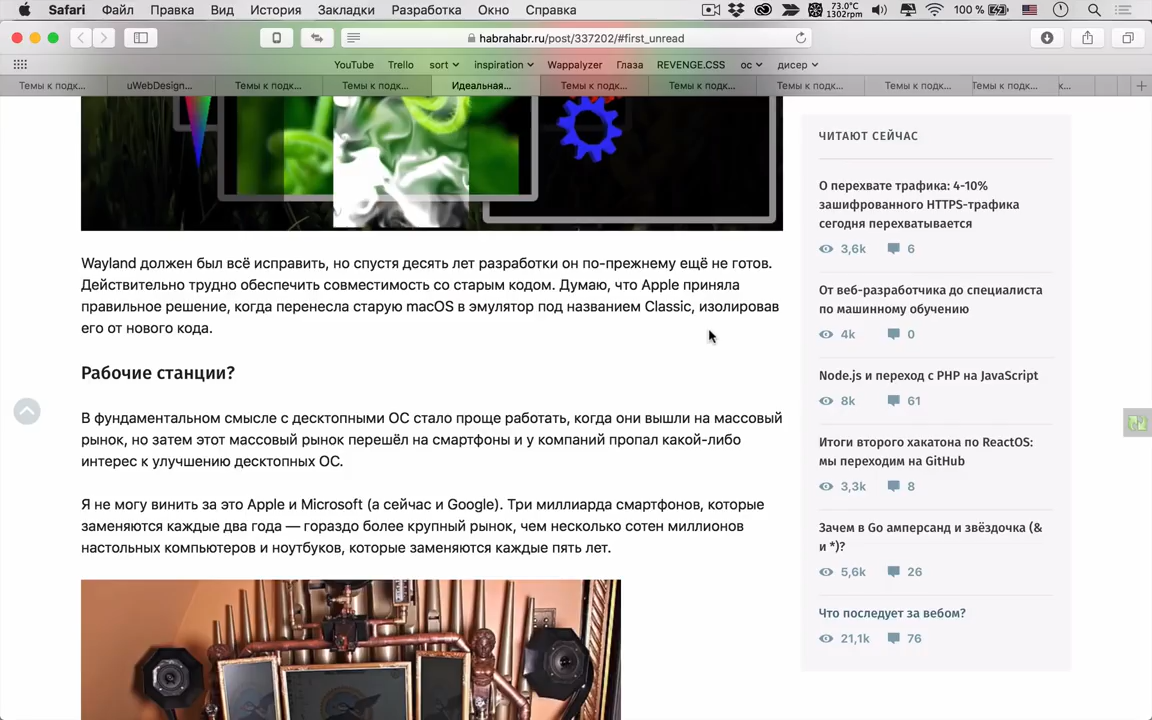 Safari Файл Правка Вид История Закладки Разработка Окно Справка 73.0°C 1302rpm 100 %
habrahabr.ru/post/337202/#first_unread
YouTube Trello sort inspiration Wappalyzer Глаза REVENGE.CSS ос дисер
Темы к подк... uWebDesign... Темы к подк... Темы к подк... Идеальная... Темы к подк... Темы к подк... Темы к подк... Темы к подк... Темы к подк... к...
Wayland должен был всё исправить, но спустя десять лет разработки он по-прежнему ещё не готов.
Действительно трудно обеспечить совместимость со старым кодом. Думаю, что Apple приняла
правильное решение, когда перенесла старую macOS в эмулятор под названием Classic, изолировав
его от нового кода.
Рабочие станции?
В фундаментальном смысле с десктопными ОС стало проще работать, когда они вышли на массовый
рынок, но затем этот массовый рынок перешёл на смартфоны и у компаний пропал какой-либо
интерес к улучшению десктопных ОС.
Я не могу винить за это Apple и Microsoft (а сейчас и Google). Три миллиарда смартфонов, которые
заменяются каждые два года — гораздо более крупный рынок, чем несколько сотен миллионов
настольных компьютеров и ноутбуков, которые заменяются каждые пять лет.
ЧИТАЮТ СЕЙЧАС
О перехвате трафика: 4-10%
зашифрованного HTTPS-трафика
сегодня перехватывается
3,6k 6
От веб-разработчика до специалиста
по машинному обучению
4k 0
Node.js и переход с PHP на JavaScript
8k 61
Итоги второго хакатона по ReactOS:
мы переходим на GitHub
3,3k 8
Зачем в Go амперсанд и звёздочка (&
и *)?
5,6k 26
Что последует за вебом?
21,1k 76